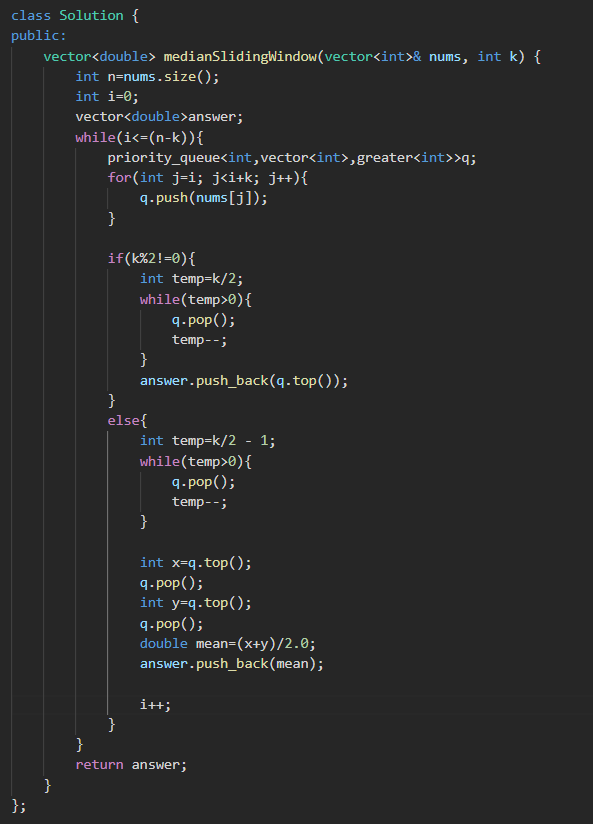 class Solution {
public:
    vector<double> medianSlidingWindow(vector<int>& nums, int k) {
        int n=nums.size();
        int i=0;
        vector<double>answer;
        while(i<=(n-k)){
            priority_queue<int,vector<int>,greater<int>>q;
            for(int j=i; j<i+k; j++){
                q.push(nums[j]);
            }

            if(k%2!=0){
                int temp=k/2;
                while(temp>0){
                    q.pop();
                    temp--;
                }
                answer.push_back(q.top());
            }
            else{
                int temp=k/2 - 1;
                while(temp>0){
                    q.pop();
                    temp--;
                }

                int x=q.top();
                q.pop();
                int y=q.top();
                q.pop();
                double mean=(x+y)/2.0;
                answer.push_back(mean);

                i++;
            }
        }
        return answer;
    }
};